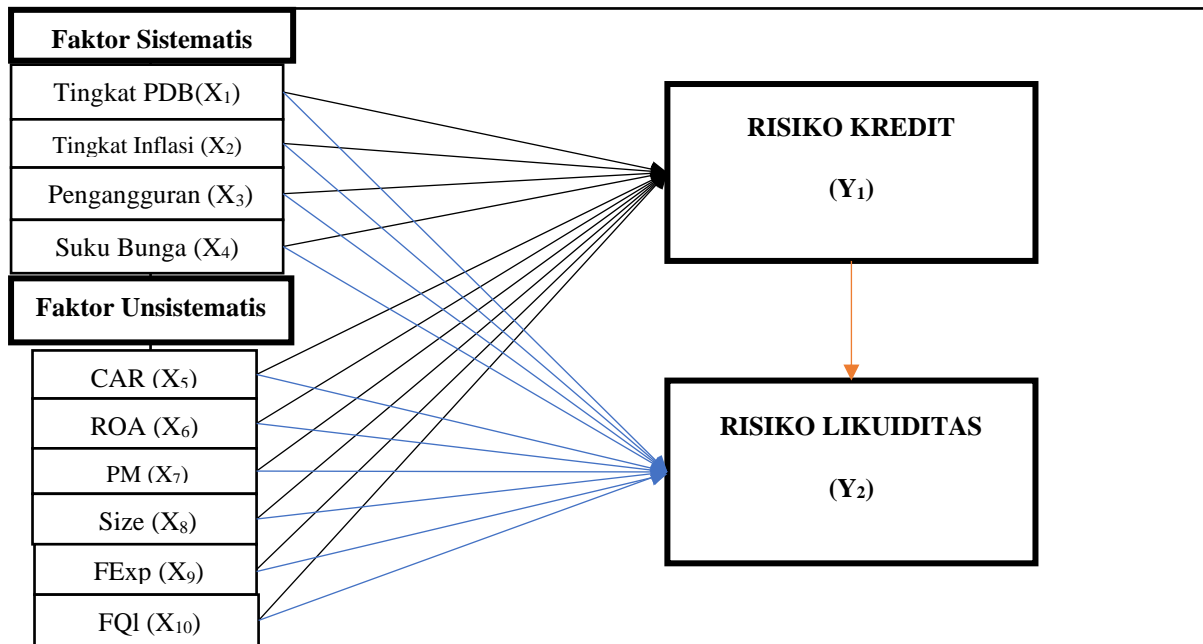 Faktor Sistematis
Tingkat PDB(X₁)
Tingkat Inflasi (X₂)
Pengangguran (X₃)
Suku Bunga (X₄)
Faktor Unsistematis
CAR (X₅)
ROA (X₆)
PM (X₇)
Size (X₈)
FExp (X₉)
FQl (X₁₀)
RISIKO KREDIT
(Y₁)
RISIKO LIKUIDITAS
(Y₂)